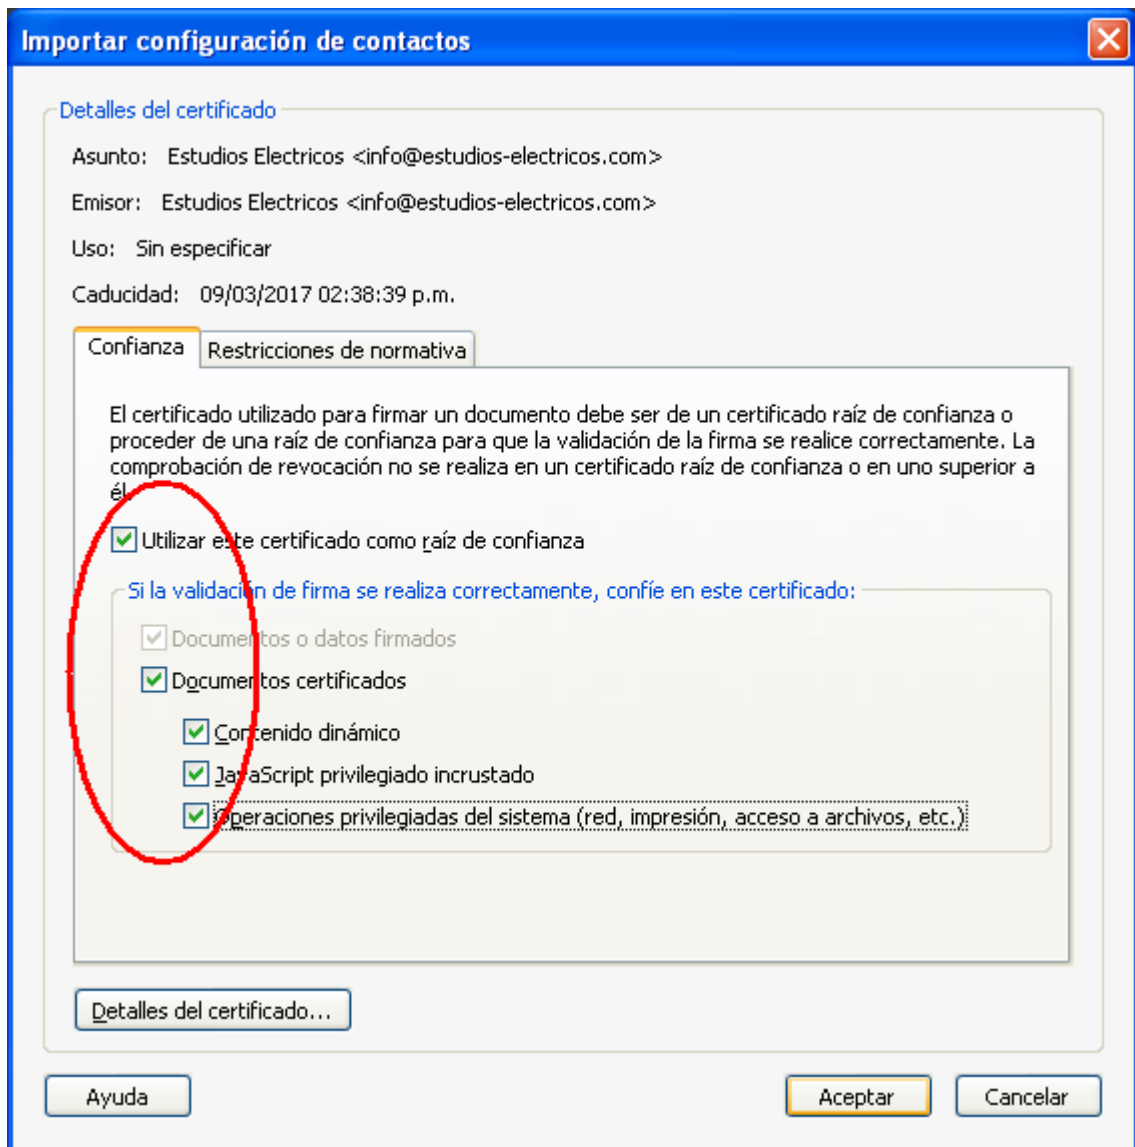 Importar configuración de contactos
Detalles del certificado
Asunto: Estudios Electricos <info@estudios-electricos.com>
Emisor: Estudios Electricos <info@estudios-electricos.com>
Uso: Sin especificar
Caducidad: 09/03/2017 02:38:39 p.m.
Confianza Restricciones de normativa
El certificado utilizado para firmar un documento debe ser de un certificado raíz de confianza o
proceder de una raíz de confianza para que la validación de la firma se realice correctamente. La
comprobación de revocación no se realiza en un certificado raíz de confianza o en uno superior a
él.
Utilizar este certificado como raíz de confianza
Si la validación de firma se realiza correctamente, confíe en este certificado:
Documentos o datos firmados
Documentos certificados
Contenido dinámico
JavaScript privilegiado incrustado
Operaciones privilegiadas del sistema (red, impresión, acceso a archivos, etc.)
Detalles del certificado...
Ayuda Aceptar Cancelar